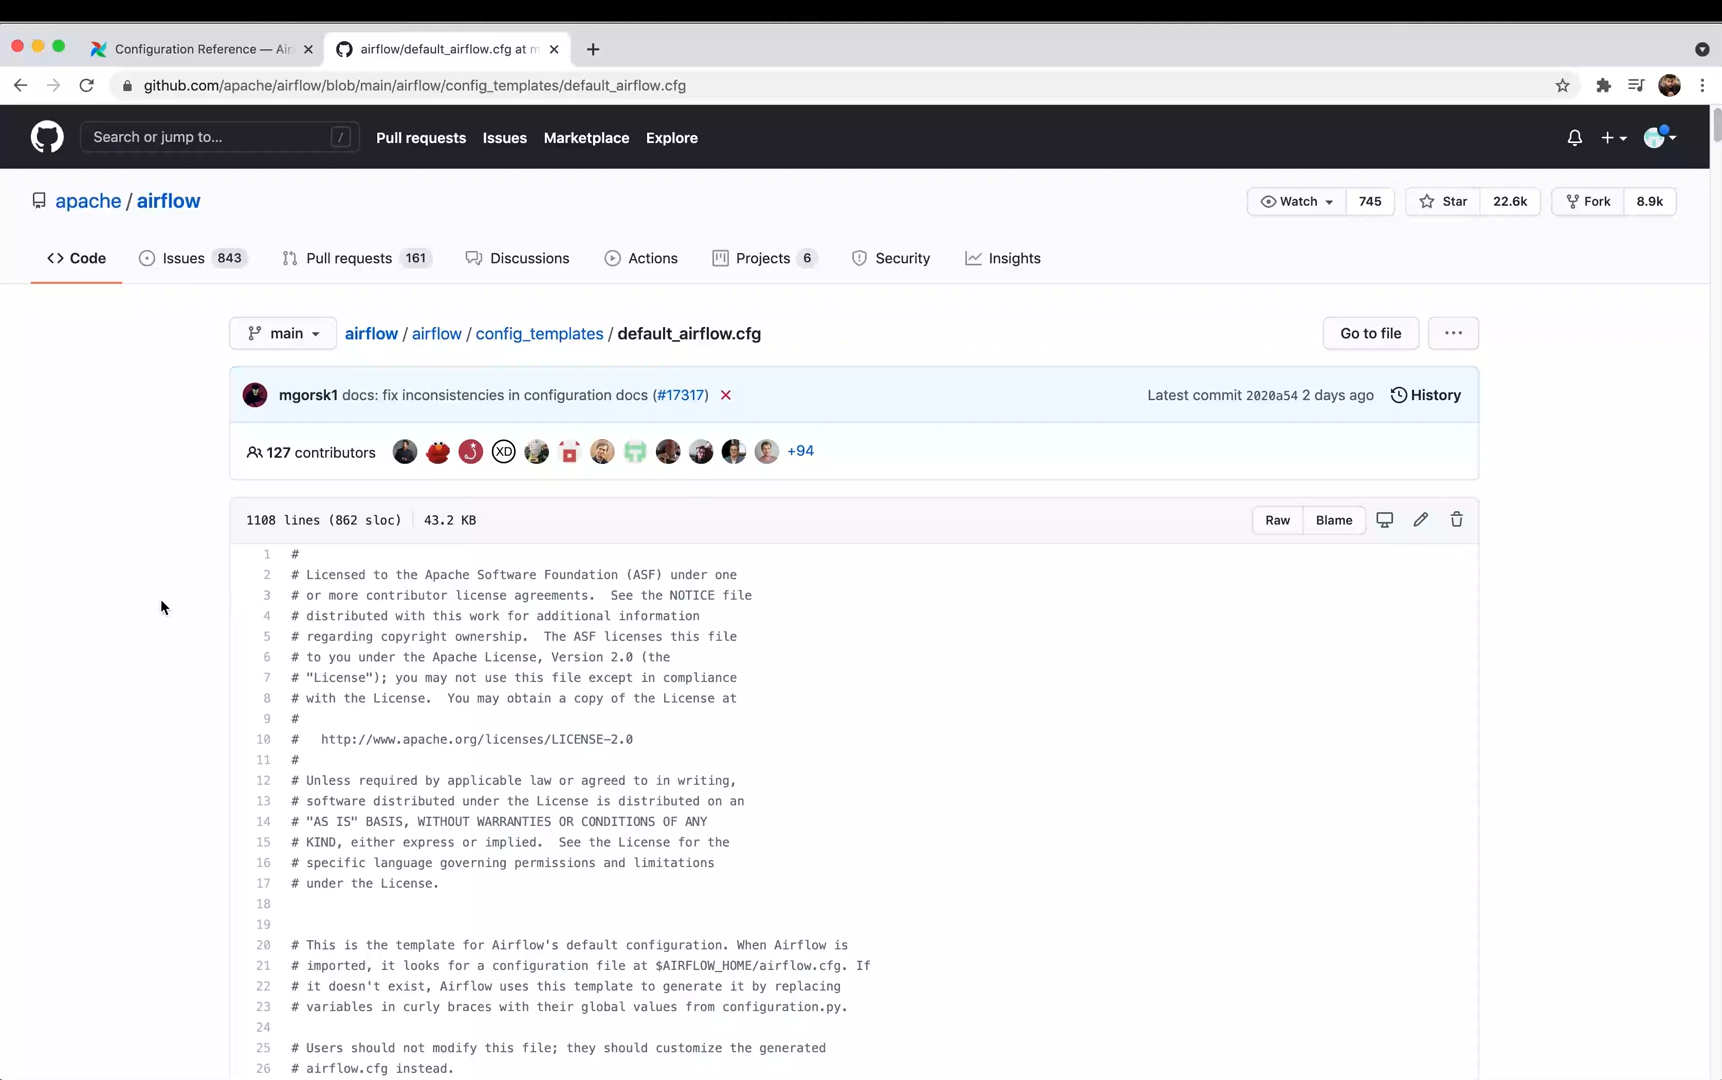 Configuration Reference — Air
airflow/default_airflow.cfg at m
github.com/apache/airflow/blob/main/airflow/config_templates/default_airflow.cfg
Search or jump to... /
Pull requests Issues Marketplace Explore
apache / airflow
Watch 745 Star 22.6k Fork 8.9k
Code Issues 843 Pull requests 161 Discussions Actions Projects 6 Security Insights
main airflow / airflow / config_templates / default_airflow.cfg Go to file
mgorsk1 docs: fix inconsistencies in configuration docs (#17317) Latest commit 2020a54 2 days ago History
127 contributors XD +94
1108 lines (862 sloc) 43.2 KB Raw Blame
1 #
2 # Licensed to the Apache Software Foundation (ASF) under one
3 # or more contributor license agreements.  See the NOTICE file
4 # distributed with this work for additional information
5 # regarding copyright ownership.  The ASF licenses this file
6 # to you under the Apache License, Version 2.0 (the
7 # "License"); you may not use this file except in compliance
8 # with the License.  You may obtain a copy of the License at
9 #
10 #   http://www.apache.org/licenses/LICENSE-2.0
11 #
12 # Unless required by applicable law or agreed to in writing,
13 # software distributed under the License is distributed on an
14 # "AS IS" BASIS, WITHOUT WARRANTIES OR CONDITIONS OF ANY
15 # KIND, either express or implied.  See the License for the
16 # specific language governing permissions and limitations
17 # under the License.
18
19
20 # This is the template for Airflow's default configuration. When Airflow is
21 # imported, it looks for a configuration file at $AIRFLOW_HOME/airflow.cfg. If
22 # it doesn't exist, Airflow uses this template to generate it by replacing
23 # variables in curly braces with their global values from configuration.py.
24
25 # Users should not modify this file; they should customize the generated
26 # airflow.cfg instead.